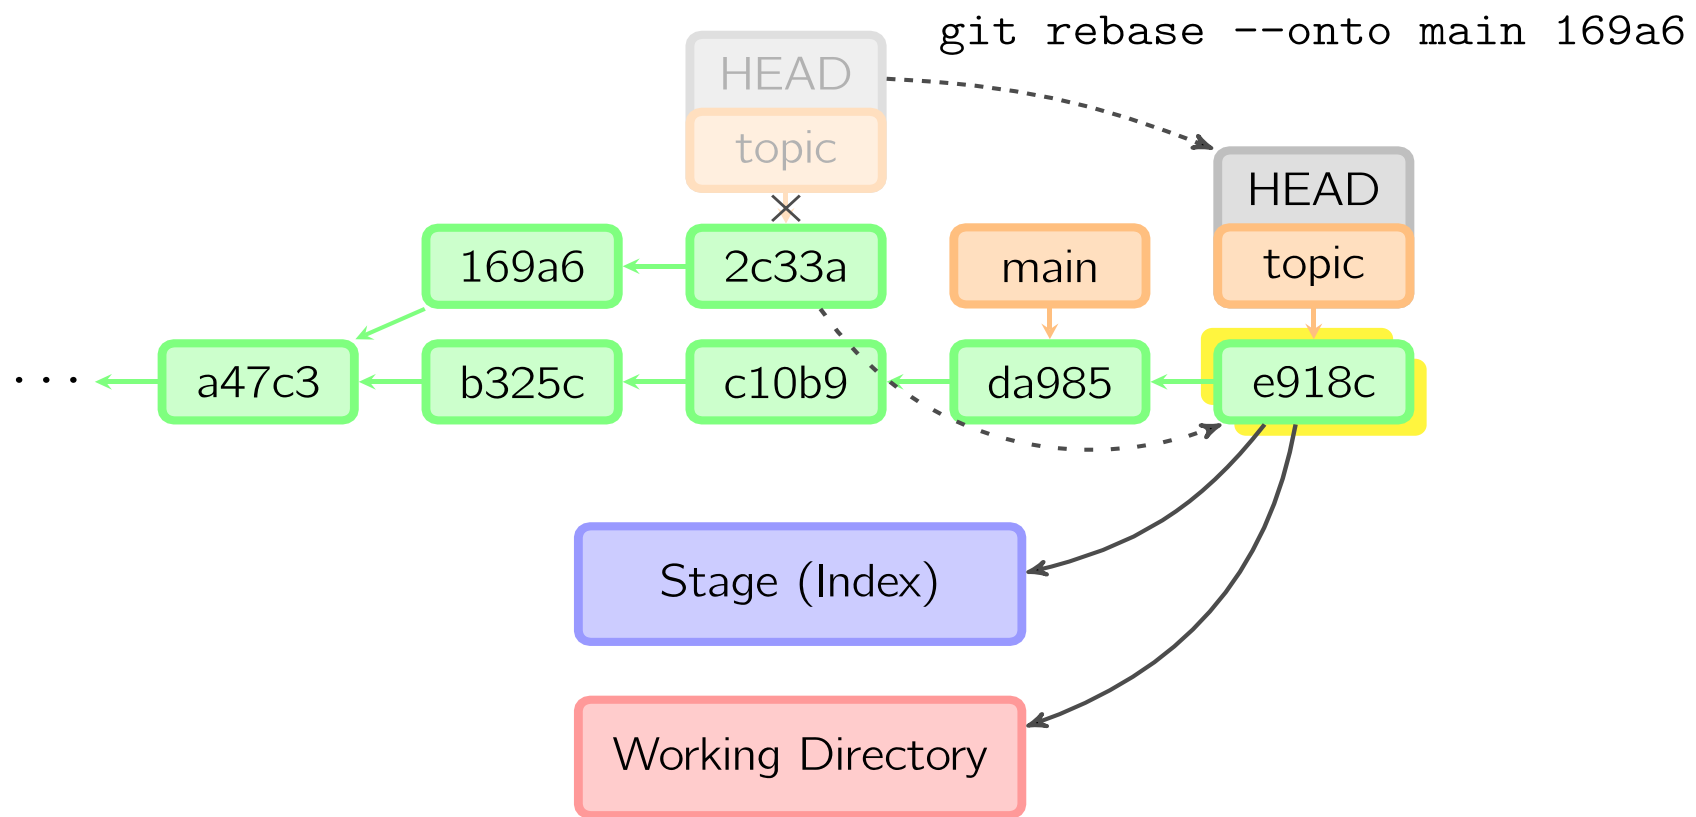 git rebase --onto main 169a6
HEAD
topic
HEAD
169a6
2c33a
main
topic
...
a47c3
b325c
c10b9
da985
e918c
Stage (Index)
Working Directory